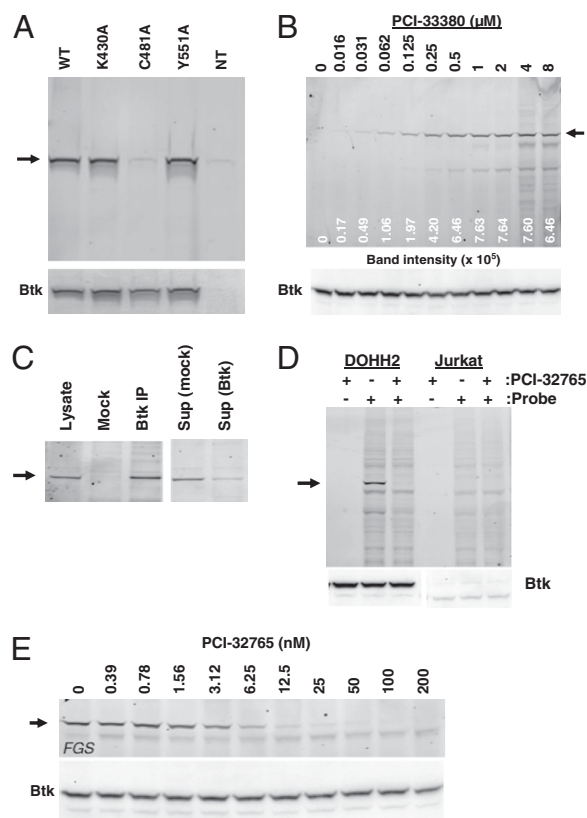 A
WT K430A C481A Y551A NT
Btk
B
PCI-33380 (µM)
0 0.016 0.031 0.062 0.125 0.25 0.5 1 2 4 8
0 0.17 0.49 1.06 1.97 4.20 6.46 7.63 7.64 7.60 6.46
Band intensity (x 10⁵)
Btk
C
Lysate Mock Btk IP Sup (mock) Sup (Btk)
D
DOHH2 Jurkat
+ - + + - + :PCI-32765
- + + - + + :Probe
Btk
E
PCI-32765 (nM)
0 0.39 0.78 1.56 3.12 6.25 12.5 25 50 100 200
FGS
Btk